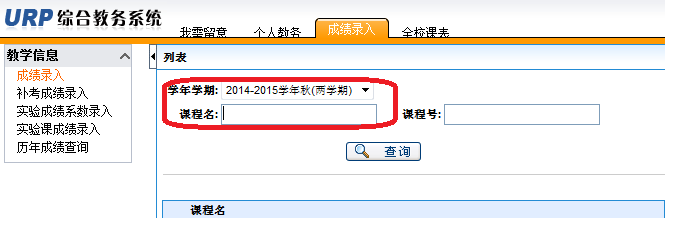 URP 综合教务系统
我需留意 个人教务 成绩录入 全校课表
教学信息
成绩录入
补考成绩录入
实验成绩系数录入
实验课成绩录入
历年成绩查询
列表
学年学期: 2014-2015学年秋(两学期)
课程名: 课程号:
查询
课程名